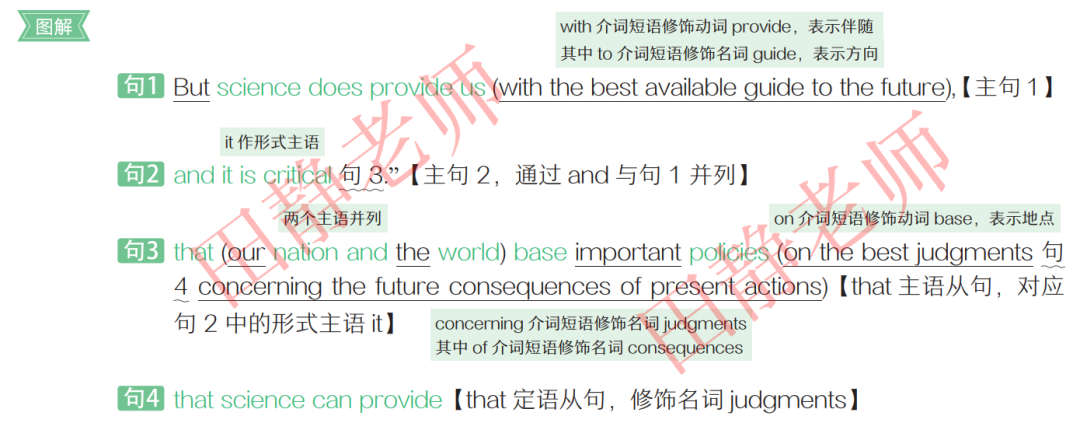 图解
with 介词短语修饰动词 provide，表示伴随
其中 to 介词短语修饰名词 guide，表示方向
句1 But science does provide us (with the best available guide to the future),【主句 1】
it 作形式主语
句2 and it is critical 句 3.”【主句 2，通过 and 与句 1 并列】
两个主语并列
on 介词短语修饰动词 base，表示地点
句3 that (our nation and the world) base important policies (on the best judgments 句
4 concerning the future consequences of present actions)【that 主语从句，对应
句 2 中的形式主语 it】
concerning 介词短语修饰名词 judgments
其中 of 介词短语修饰名词 consequences
句4 that science can provide【that 定语从句，修饰名词 judgments】
田静老师
田静老师